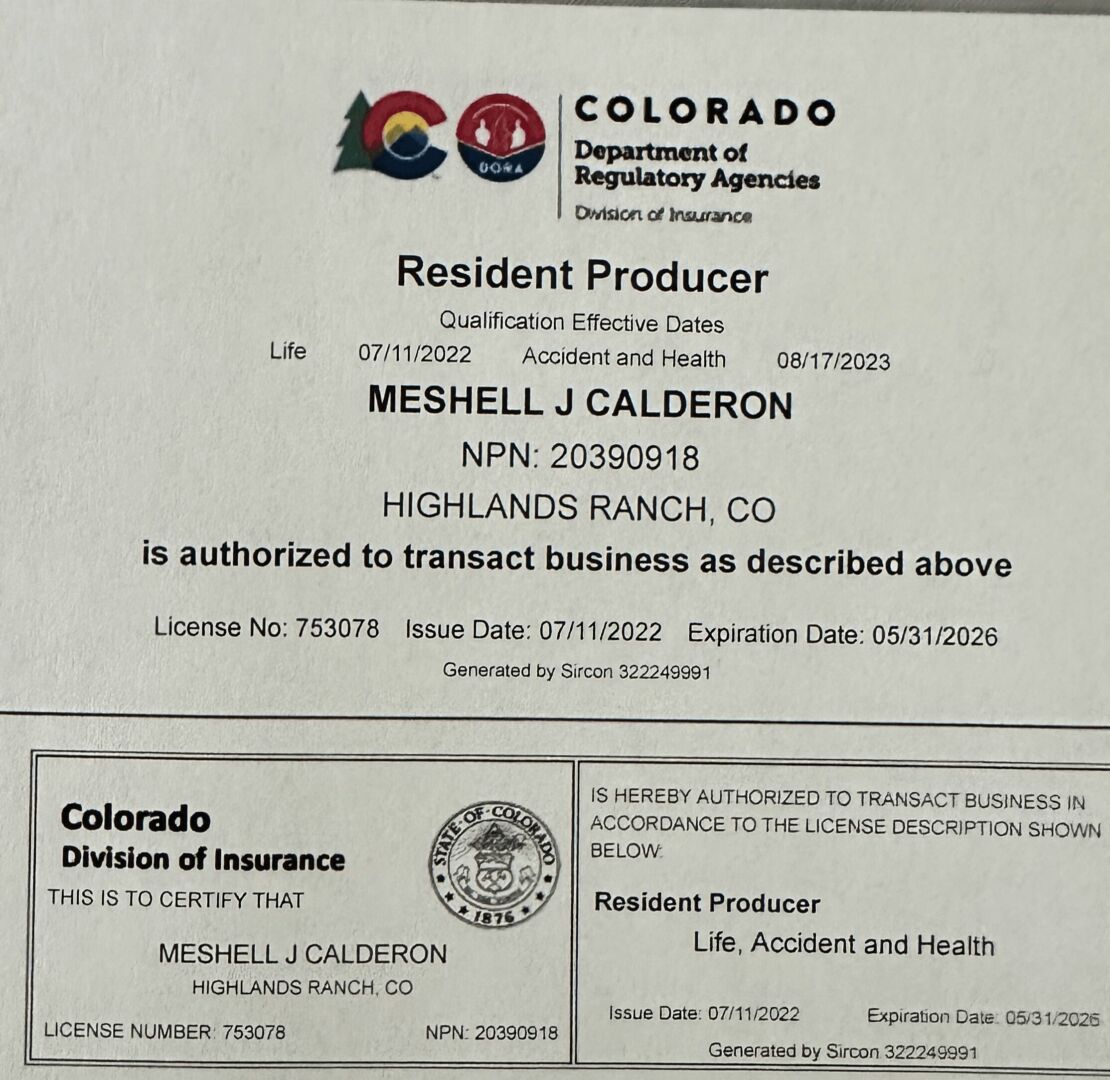 COLORADO
Department of
Regulatory Agencies
Division of Insurance
DORA
Resident Producer
Qualification Effective Dates
Life 07/11/2022 Accident and Health 08/17/2023
MESHELL J CALDERON
NPN: 20390918
HIGHLANDS RANCH, CO
is authorized to transact business as described above
License No: 753078 Issue Date: 07/11/2022 Expiration Date: 05/31/2026
Generated by Sircon 322249991
Colorado
Division of Insurance
STATE OF COLORADO
1876
THIS IS TO CERTIFY THAT
MESHELL J CALDERON
HIGHLANDS RANCH, CO
LICENSE NUMBER: 753078 NPN: 20390918
IS HEREBY AUTHORIZED TO TRANSACT BUSINESS IN
ACCORDANCE TO THE LICENSE DESCRIPTION SHOWN
BELOW:
Resident Producer
Life, Accident and Health
Issue Date: 07/11/2022 Expiration Date: 05/31/2026
Generated by Sircon 322249991